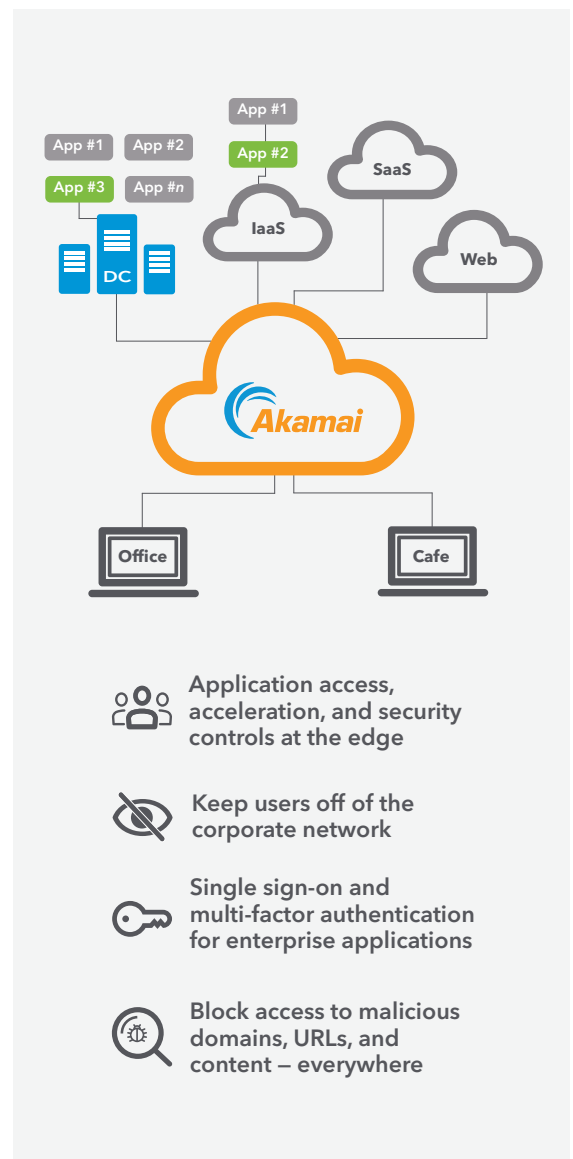 App #1
App #2
App #3
App #n
App #1
App #2
SaaS
IaaS
Web
DC
Akamai
Office
Cafe
Application access,
acceleration, and security
controls at the edge
Keep users off of the
corporate network
Single sign-on and
multi-factor authentication
for enterprise applications
Block access to malicious
domains, URLs, and
content – everywhere